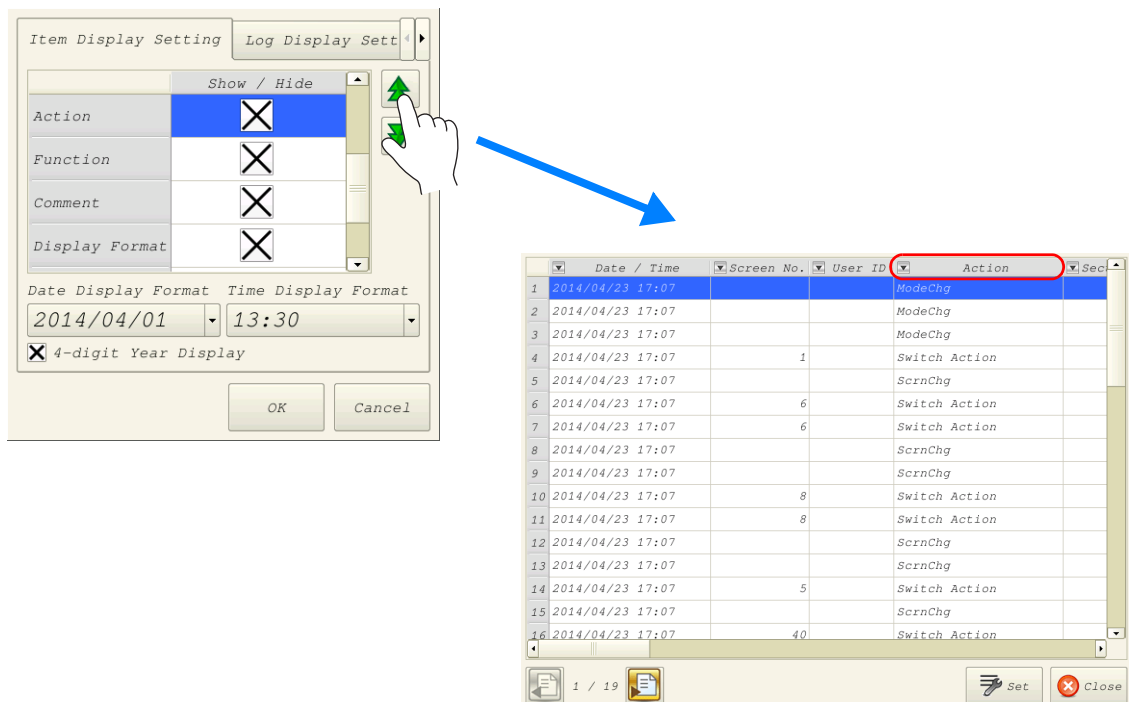 Item Display Setting
Log Display Sett
Show / Hide
Action
Function
Comment
Display Format
Date Display Format Time Display Format
2014/04/01 13:30
4-digit Year Display
OK Cancel
Date / Time Screen No. User ID Action Sec
1 2014/04/23 17:07 ModeChg
2 2014/04/23 17:07 ModeChg
3 2014/04/23 17:07 ModeChg
4 2014/04/23 17:07 1 Switch Action
5 2014/04/23 17:07 ScrnChg
6 2014/04/23 17:07 6 Switch Action
7 2014/04/23 17:07 6 Switch Action
8 2014/04/23 17:07 ScrnChg
9 2014/04/23 17:07 ScrnChg
10 2014/04/23 17:07 8 Switch Action
11 2014/04/23 17:07 8 Switch Action
12 2014/04/23 17:07 ScrnChg
13 2014/04/23 17:07 ScrnChg
14 2014/04/23 17:07 5 Switch Action
15 2014/04/23 17:07 ScrnChg
16 2014/04/23 17:07 40 Switch Action
1 / 19 Set Close